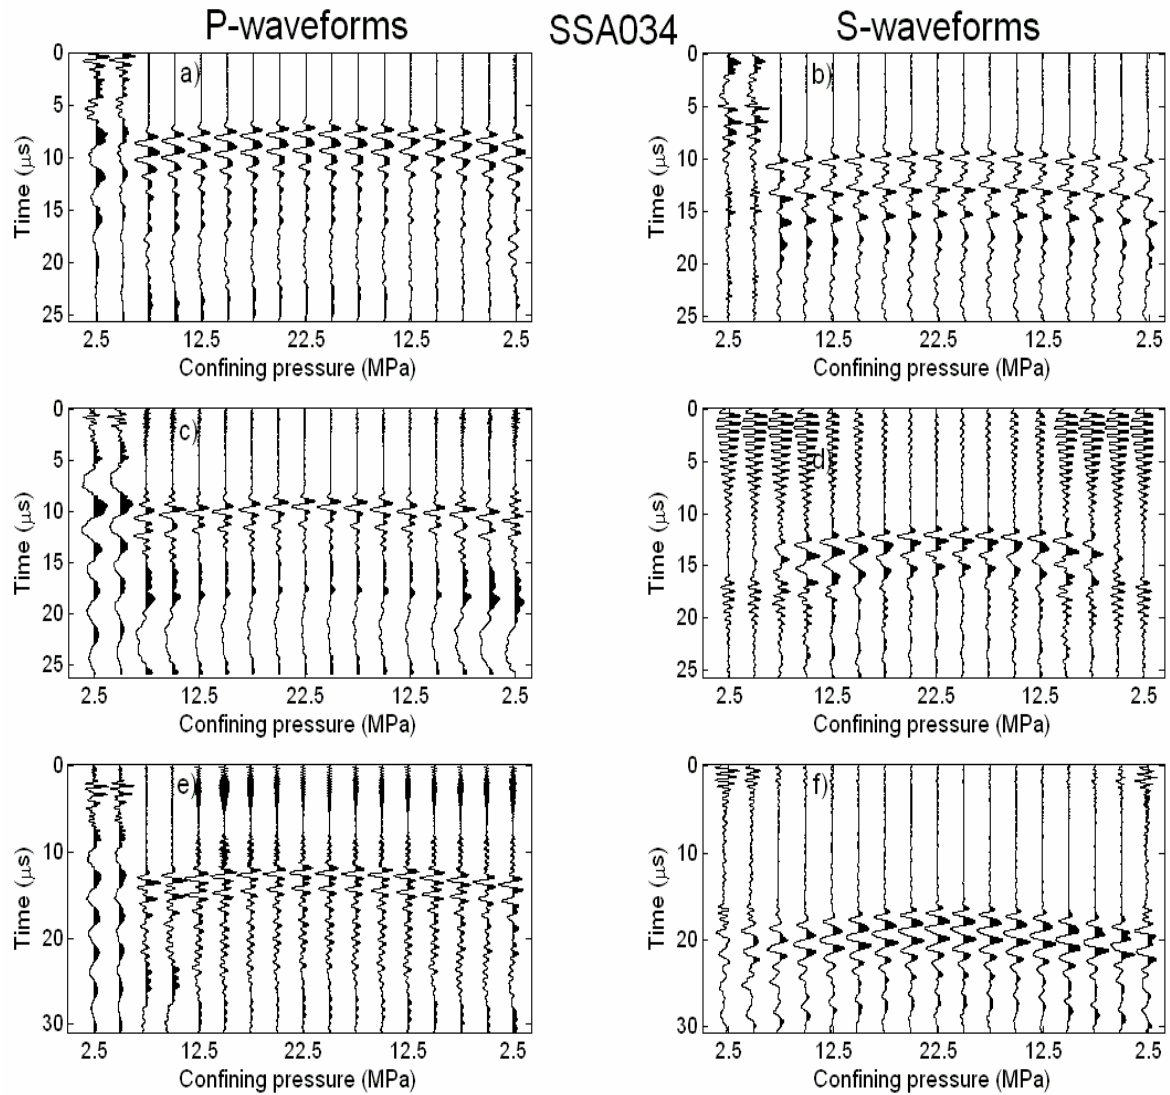 P-waveforms SSA034 S-waveforms
a)
0
5
10
15
20
25
Time (μs)
2.5 12.5 22.5 12.5 2.5
Confining pressure (MPa)
b)
0
5
10
15
20
25
Time (μs)
2.5 12.5 22.5 12.5 2.5
Confining pressure (MPa)
c)
0
5
10
15
20
25
Time (μs)
2.5 12.5 22.5 12.5 2.5
Confining pressure (MPa)
d)
0
5
10
15
20
25
Time (μs)
2.5 12.5 22.5 12.5 2.5
Confining pressure (MPa)
e)
0
10
20
30
Time (μs)
2.5 12.5 22.5 12.5 2.5
Confining pressure (MPa)
f)
0
10
20
30
Time (μs)
2.5 12.5 22.5 12.5 2.5
Confining pressure (MPa)